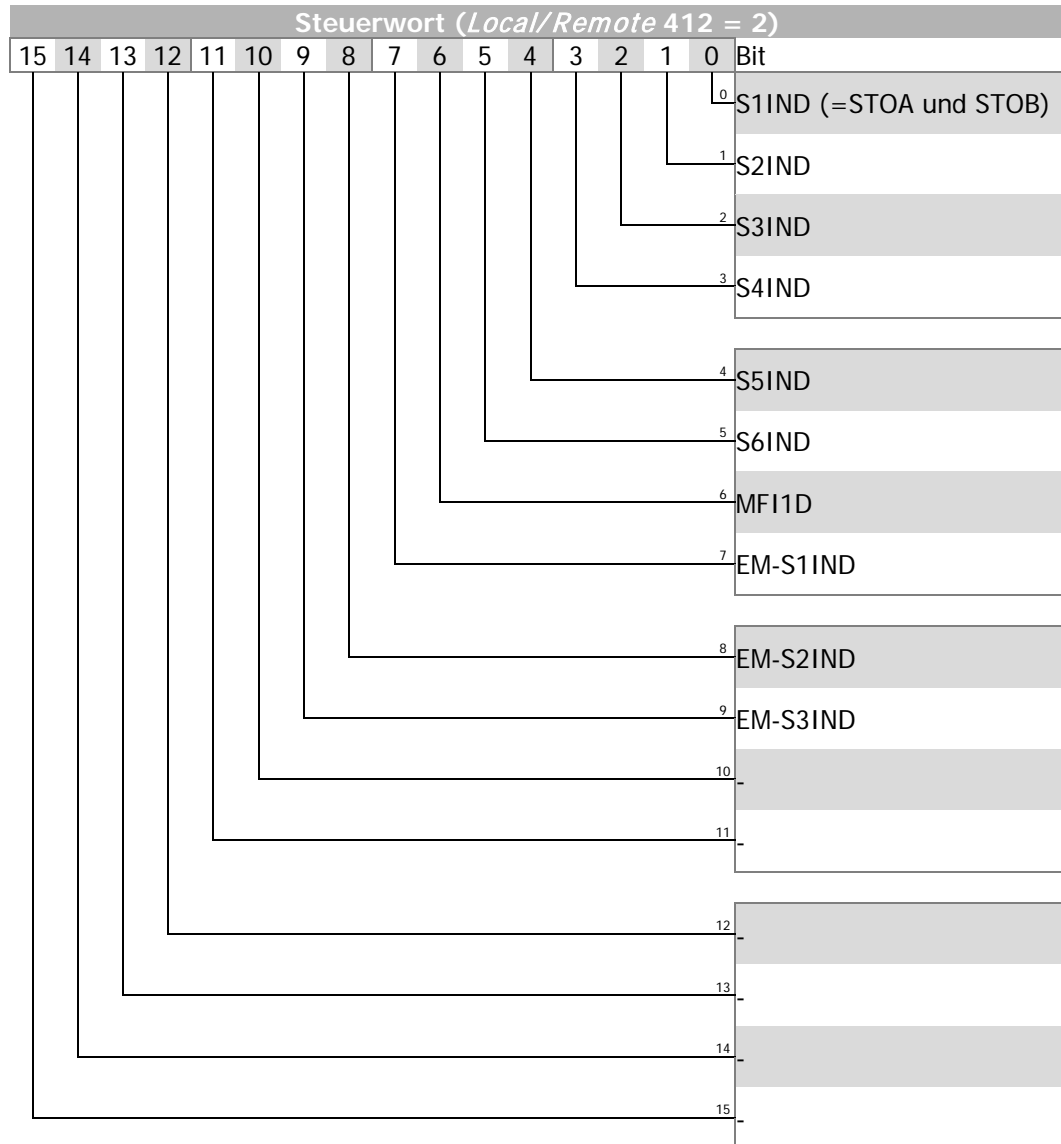 Steuerwort (Local/Remote 412 = 2)
15 14 13 12 11 10 9 8 7 6 5 4 3 2 1 0 Bit
0 S1IND (=STOA und STOB)
1 S2IND
2 S3IND
3 S4IND
4 S5IND
5 S6IND
6 MFI1D
7 EM-S1IND
8 EM-S2IND
9 EM-S3IND
10 -
11 -
12 -
13 -
14 -
15 -